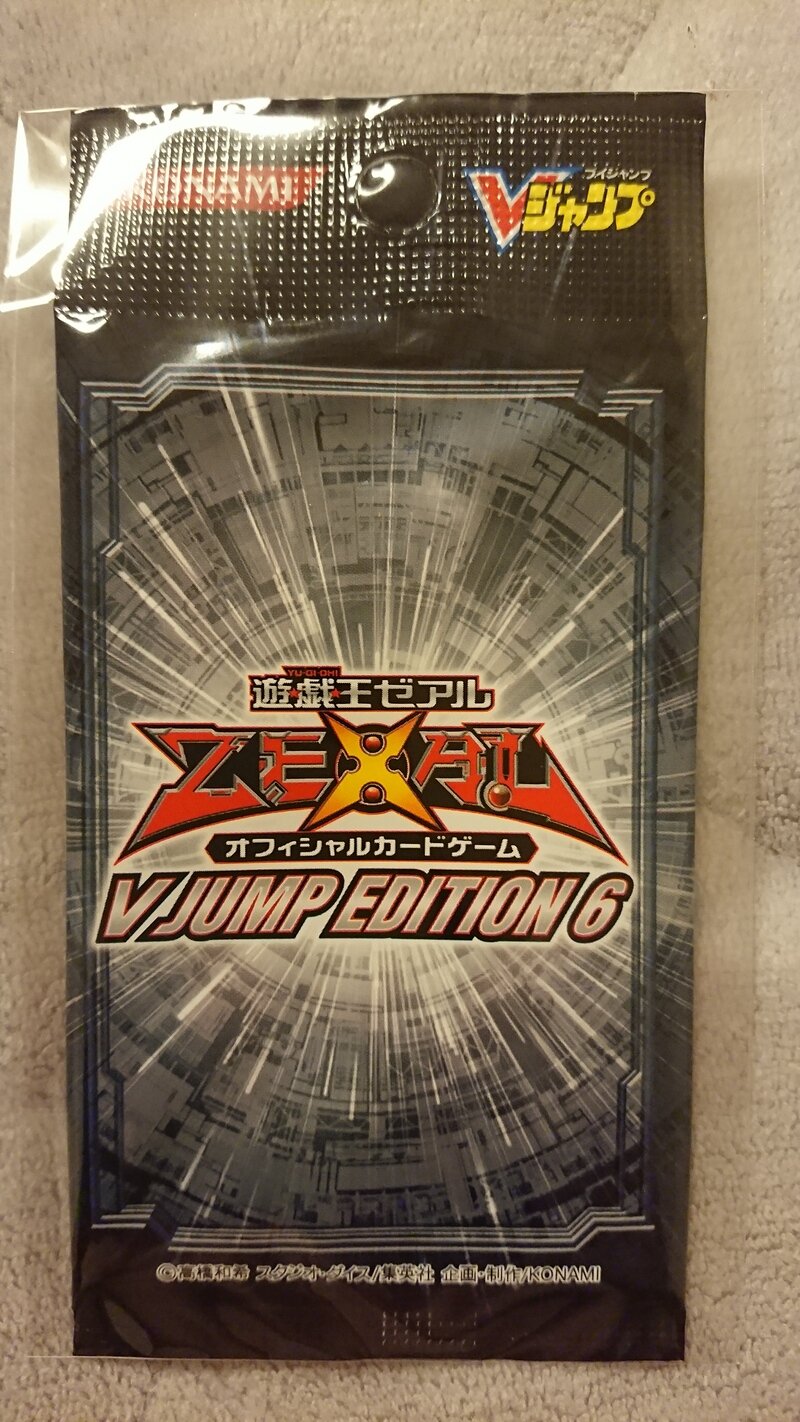 KONAMI
ブイジャンプ
Vジャンプ
YU-GI-OH!
遊戯王ゼアル
ZEXAL
オフィシャルカードゲーム
V JUMP EDITION 6
©高橋和希 スタジオ・ダイス/集英社 企画・制作/KONAMI